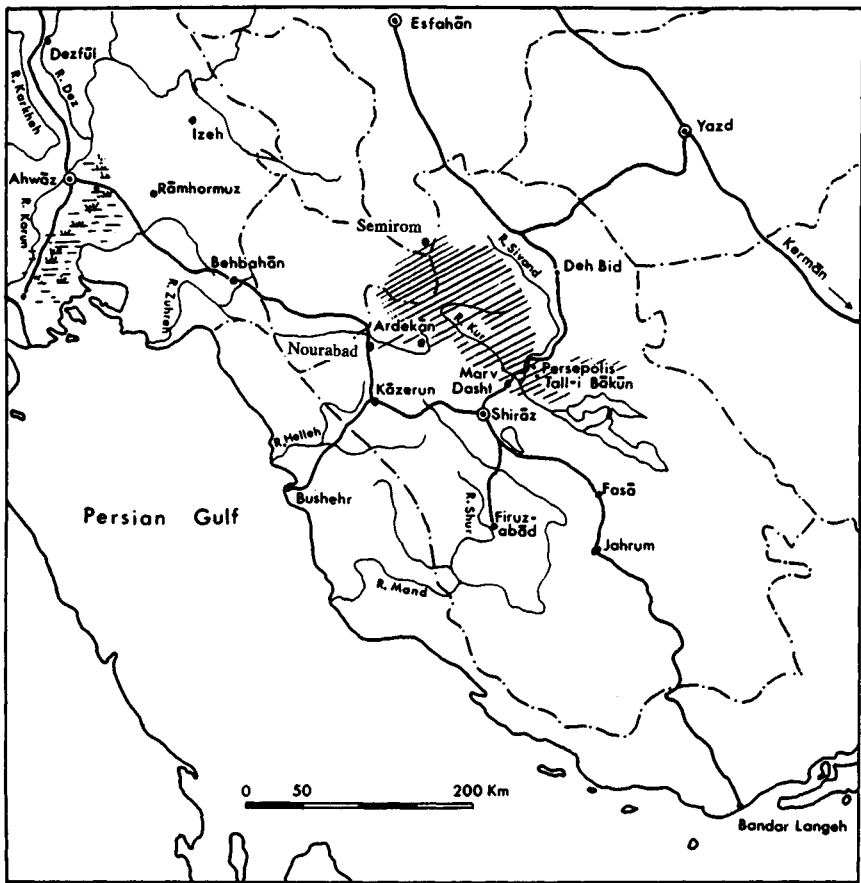 Esfahān
Dezfūl
R. Karkheh
R. Dez
Izeh
Yazd
Ahwāz
Rāmhormuz
R. Karun
Semirom
R. Sivand
Deh Bid
Kermān
Behbahān
R. Zuhreh
Ardekān
R. Kur
Nourabad
Marv
Dasht
Persepolis
Tall-i Bākūn
Kāzerun
Shirāz
R. Helleh
Bushehr
Fasā
Persian Gulf
R. Shur
Firuz-
abād
Jahrum
R. Mand
0 50 200 Km
Bandar Langeh